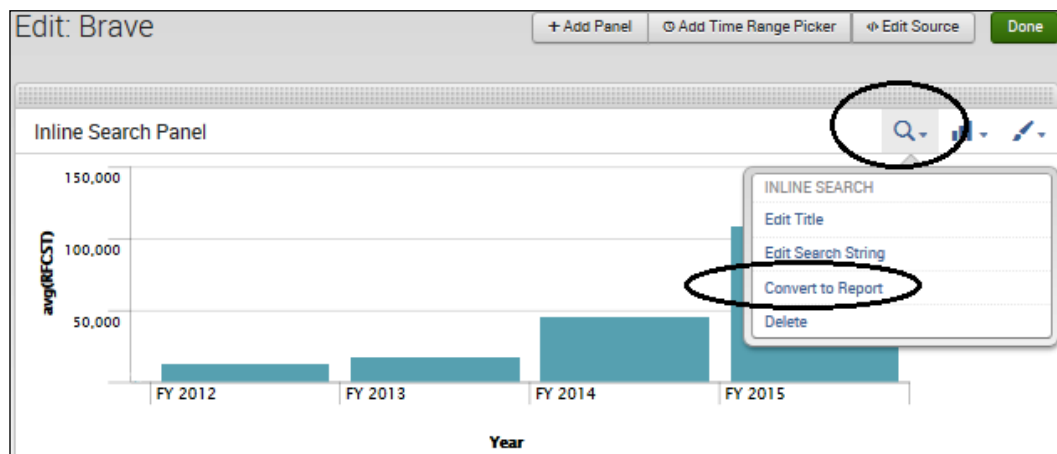 Edit: Brave
+ Add Panel
Add Time Range Picker
Edit Source
Done
Inline Search Panel
INLINE SEARCH
Edit Title
Edit Search String
Convert to Report
Delete
150,000
100,000
50,000
avg(RFCST)
FY 2012
FY 2013
FY 2014
FY 2015
Year